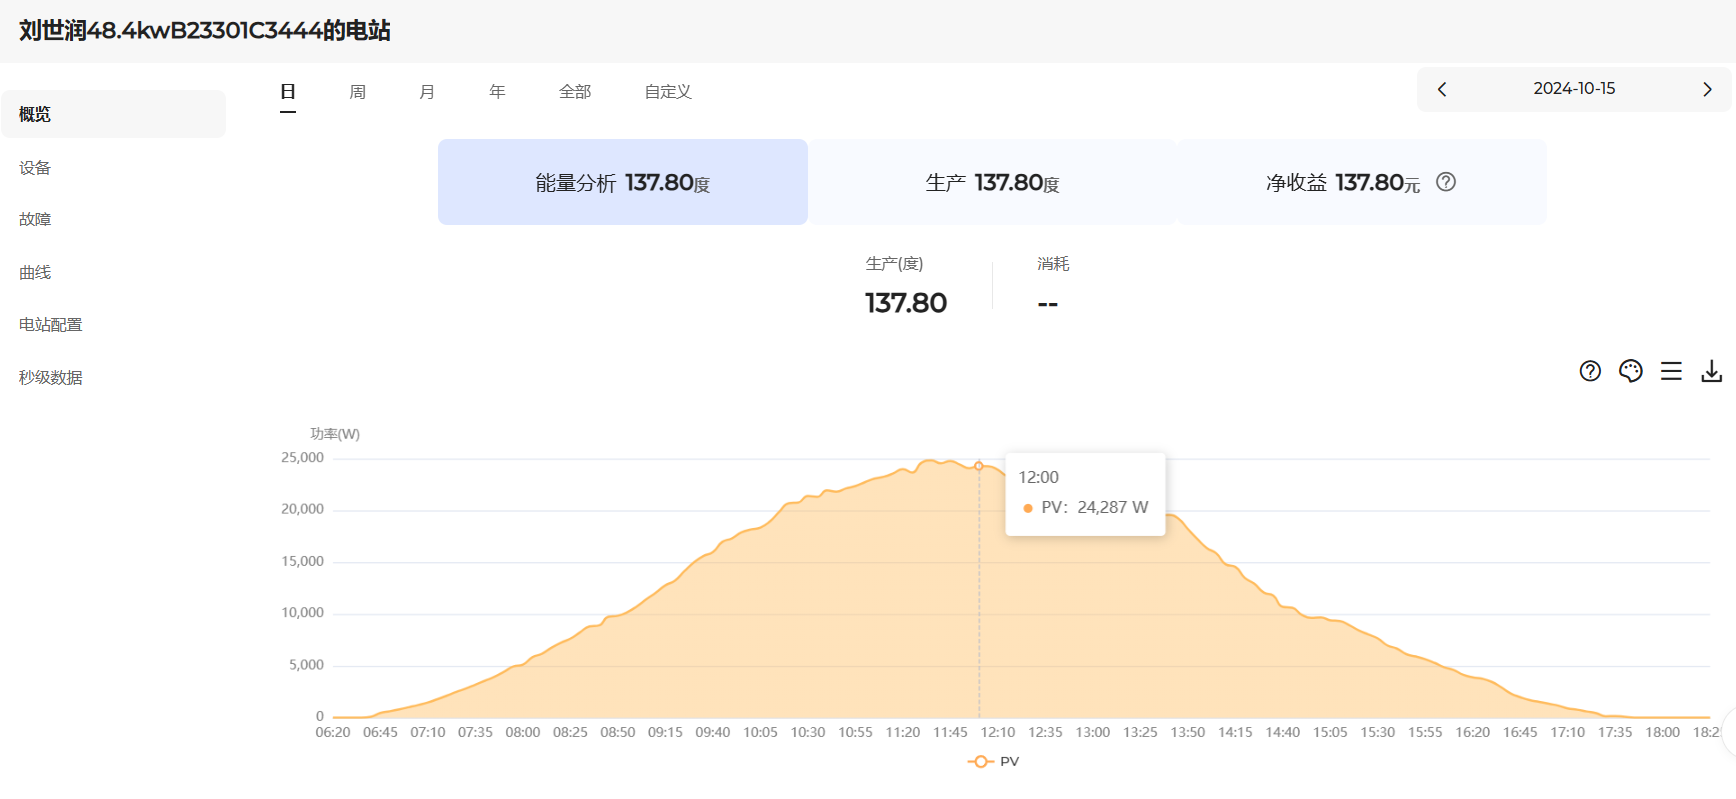 刘世润48.4kwB23301C3444的电站
概览
设备
故障
曲线
电站配置
秒级数据
日 周 月 年 全部 自定义
2024-10-15
能量分析 137.80度
生产 137.80度
净收益 137.80元
生产(度) 消耗
137.80 --
功率(W)
25,000
20,000
15,000
10,000
5,000
0
12:00
PV: 24,287 W
06:20 06:45 07:10 07:35 08:00 08:25 08:50 09:15 09:40 10:05 10:30 10:55 11:20 11:45 12:10 12:35 13:00 13:25 13:50 14:15 14:40 15:05 15:30 15:55 16:20 16:45 17:10 17:35 18:00 18:2
PV